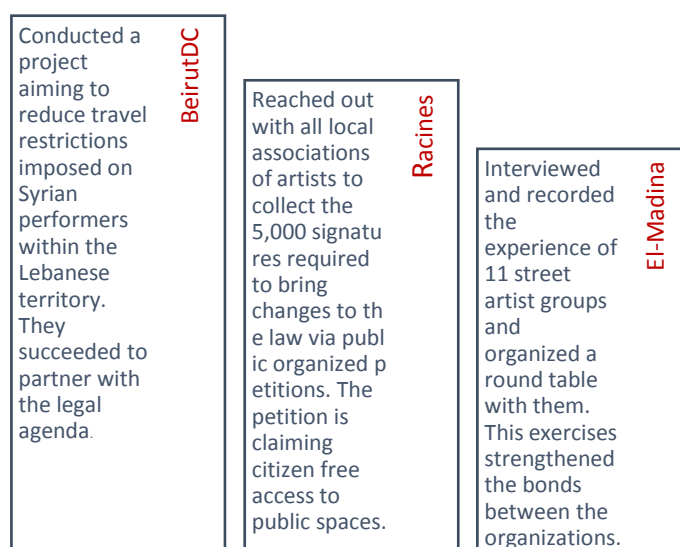 Conducted a
project
aiming to
reduce travel
restrictions
imposed on
Syrian
performers
within the
Lebanese
territory.
They
succeeded to
partner with
the legal
agenda.
BeirutDC
Reached out
with all local
associations
of artists to
collect the
5,000 signatu
res required
to bring
changes to th
e law via publ
ic organized p
etitions. The
petition is
claiming
citizen free
access to
public spaces.
Racines
Interviewed
and recorded
the
experience of
11 street
artist groups
and
organized a
round table
with them.
This exercises
strengthened
the bonds
between the
organizations.
El-Madina